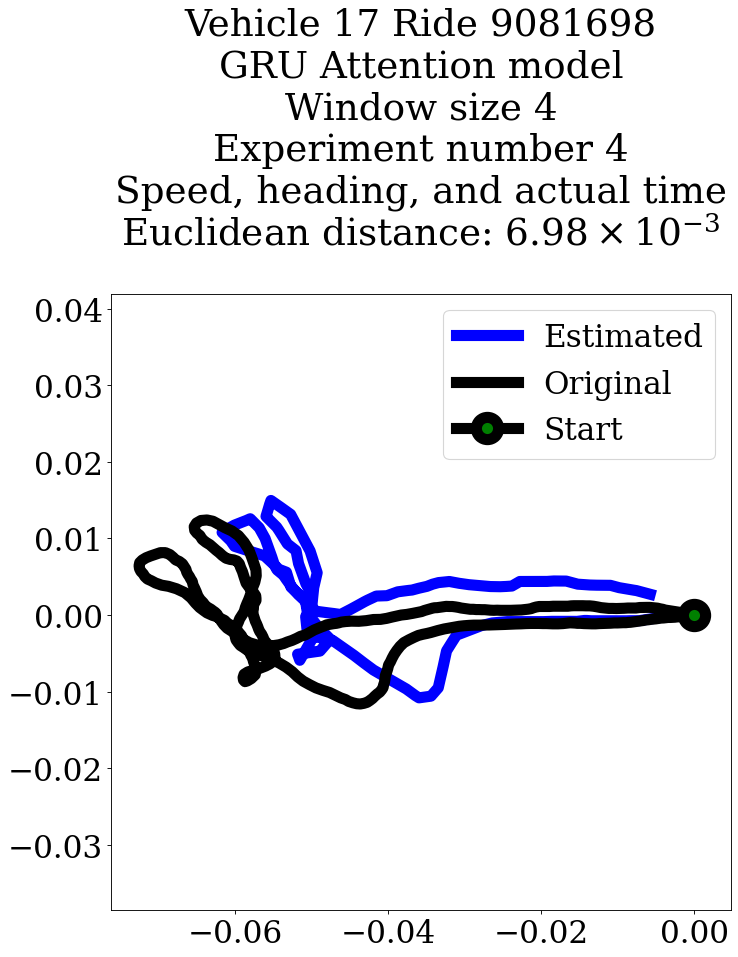 Vehicle 17 Ride 9081698
GRU Attention model
Window size 4
Experiment number 4
Speed, heading, and actual time
Euclidean distance: 6.98 × 10⁻³
0.04
0.03
0.02
0.01
0.00
−0.01
−0.02
−0.03
Estimated
Original
Start
−0.06
−0.04
−0.02
0.00